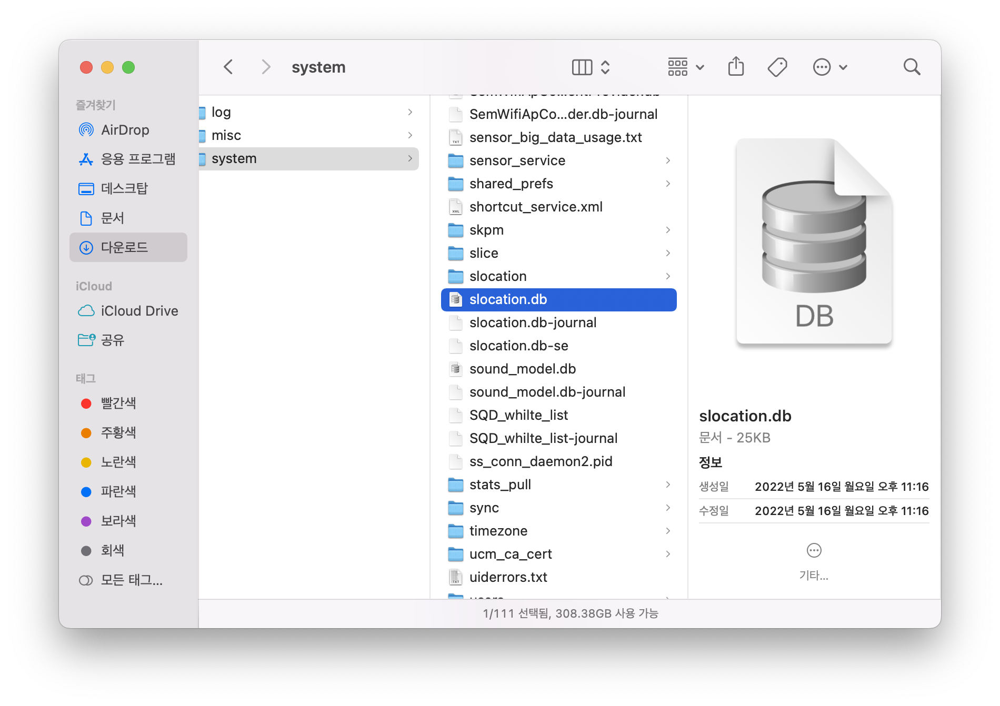 system
즐겨찾기
AirDrop
응용 프로그램
데스크탑
문서
다운로드
iCloud
iCloud Drive
공유
태그
빨간색
주황색
노란색
파란색
보라색
회색
모든 태그...
log
misc
system
SemWifiApCo...der.db-journal
TXT
sensor_big_data_usage.txt
sensor_service
shared_prefs
XML
shortcut_service.xml
skpm
slice
slocation
slocation.db
slocation.db-journal
slocation.db-se
sound_model.db
sound_model.db-journal
SQD_whilte_list
SQD_whilte_list-journal
ss_conn_daemon2.pid
stats_pull
sync
timezone
ucm_ca_cert
TXT
uiderrors.txt
users
DB
slocation.db
문서 - 25KB
정보
생성일 2022년 5월 16일 월요일 오후 11:16
수정일 2022년 5월 16일 월요일 오후 11:16
기타...
1/111 선택됨, 308.38GB 사용 가능